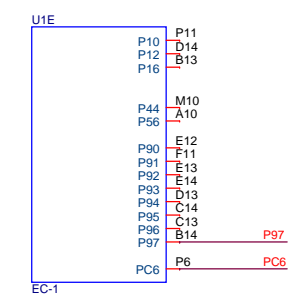 U1E
P10 P11
P12 D14
P16 B13
P44 M10
P56 A10
P90 E12
P91 F11
P92 E13
P93 E14
P94 D13
P95 C14
P96 C13
P97 B14 P97
PC6 P6 PC6
EC-1